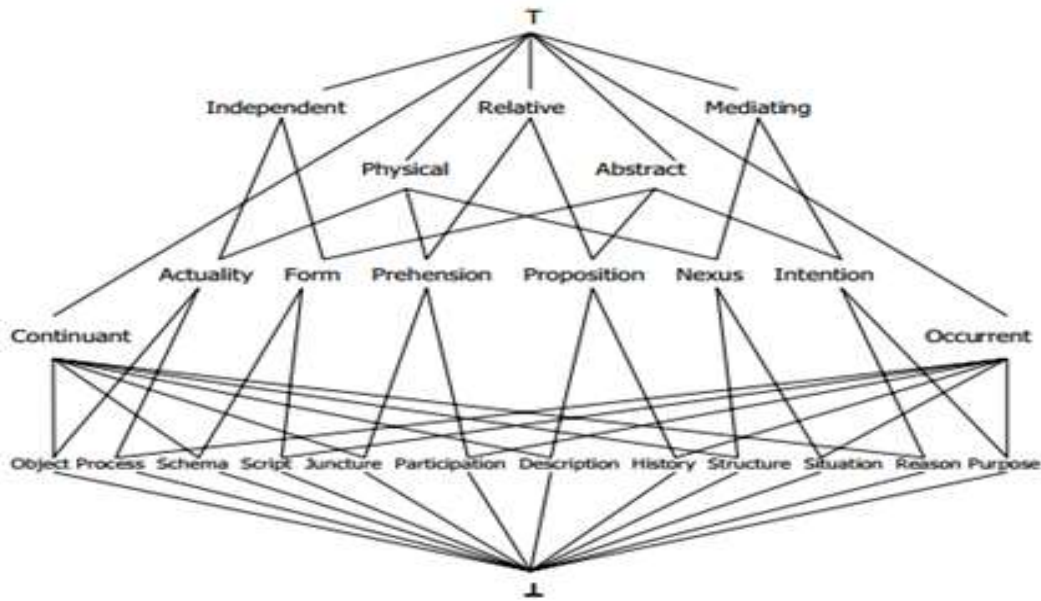 T
Independent Relative Mediating
Physical Abstract
Actuality Form Prehension Proposition Nexus Intention
Continuant Occurrent
Object Process Schema Script Juncture Participation Description History Structure Situation Reason Purpose
⊥